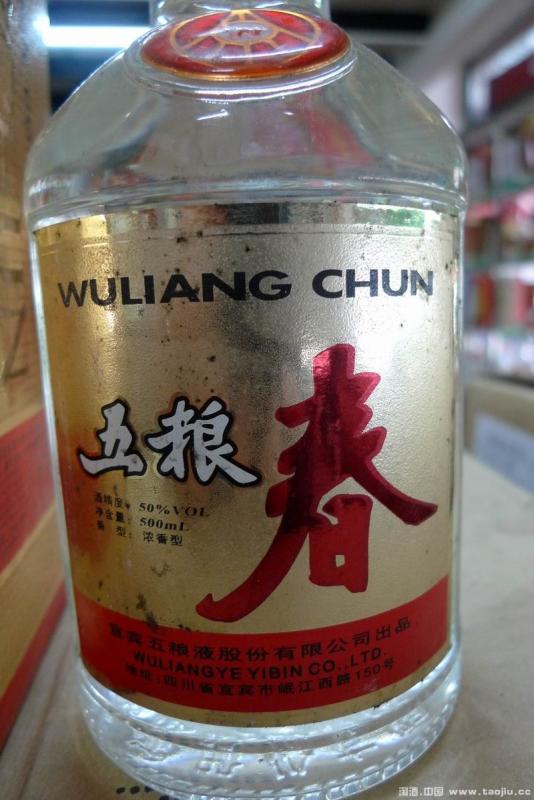 WULIANG CHUN
五粮春
酒精度: 50%VOL
净含量: 500mL
香 型: 浓香型
宜宾五粮液股份有限公司出品
WULIANGYE YIBIN CO.,LTD.
地址:四川省宜宾市岷江西路150号
淘酒.中国 www.taojiu.cc